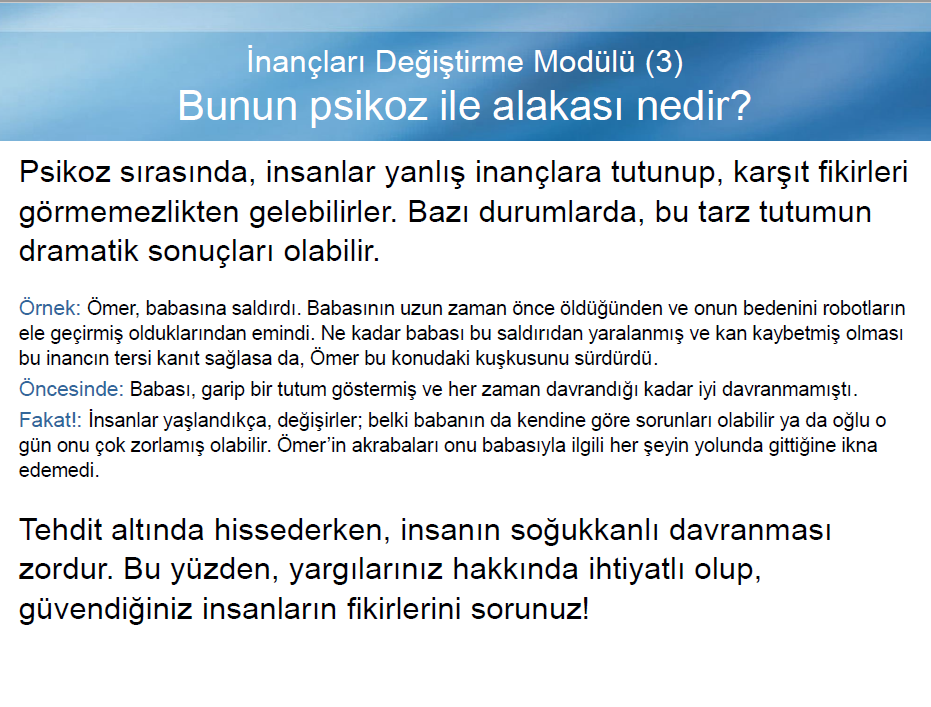 İnançları Değiştirme Modülü (3)
Bunun psikoz ile alakası nedir?
Psikoz sırasında, insanlar yanlış inançlara tutunup, karşıt fikirleri
görmemezlikten gelebilirler. Bazı durumlarda, bu tarz tutumun
dramatik sonuçları olabilir.
Örnek: Ömer, babasına saldırdı. Babasının uzun zaman önce öldüğünden ve onun bedenini robotların
ele geçirmiş olduklarından emindi. Ne kadar babası bu saldırıdan yaralanmış ve kan kaybetmiş olması
bu inancın tersi kanıt sağlasa da, Ömer bu konudaki kuşkusunu sürdürdü.
Öncesinde: Babası, garip bir tutum göstermiş ve her zaman davrandığı kadar iyi davranmamıştı.
Fakat!: İnsanlar yaşlandıkça, değişirler; belki babanın da kendine göre sorunları olabilir ya da oğlu o
gün onu çok zorlamış olabilir. Ömer’in akrabaları onu babasıyla ilgili her şeyin yolunda gittiğine ikna
edemedi.
Tehdit altında hissederken, insanın soğukkanlı davranması
zordur. Bu yüzden, yargılarınız hakkında ihtiyatlı olup,
güvendiğiniz insanların fikirlerini sorunuz!